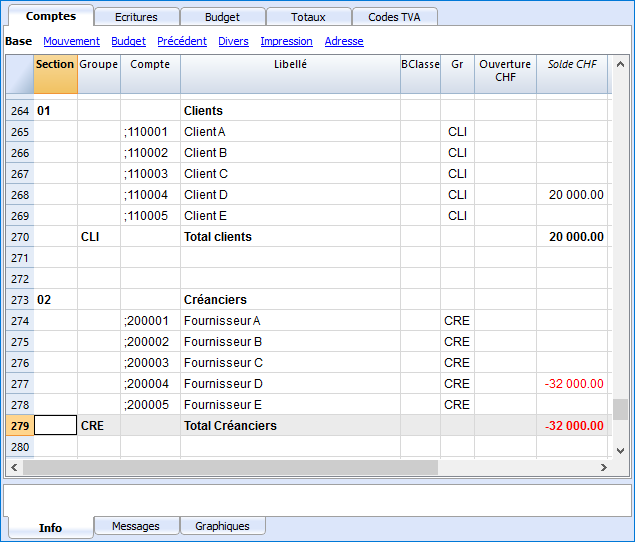 Comptes Ecritures Budget Totaux Codes TVA
Base Mouvement Budget Précédent Divers Impression Adresse
Section Groupe Compte Libellé BClasse Gr Ouverture CHF Solde CHF
264 01 Clients
265 ;110001 Client A CLI
266 ;110002 Client B CLI
267 ;110003 Client C CLI
268 ;110004 Client D CLI 20 000.00
269 ;110005 Client E CLI
270 CLI Total clients 20 000.00
271
272
273 02 Créanciers
274 ;200001 Fournisseur A CRE
275 ;200002 Fournisseur B CRE
276 ;200003 Fournisseur C CRE
277 ;200004 Fournisseur D CRE -32 000.00
278 ;200005 Fournisseur E CRE
279 CRE Total Créanciers -32 000.00
280
Info Messages Graphiques